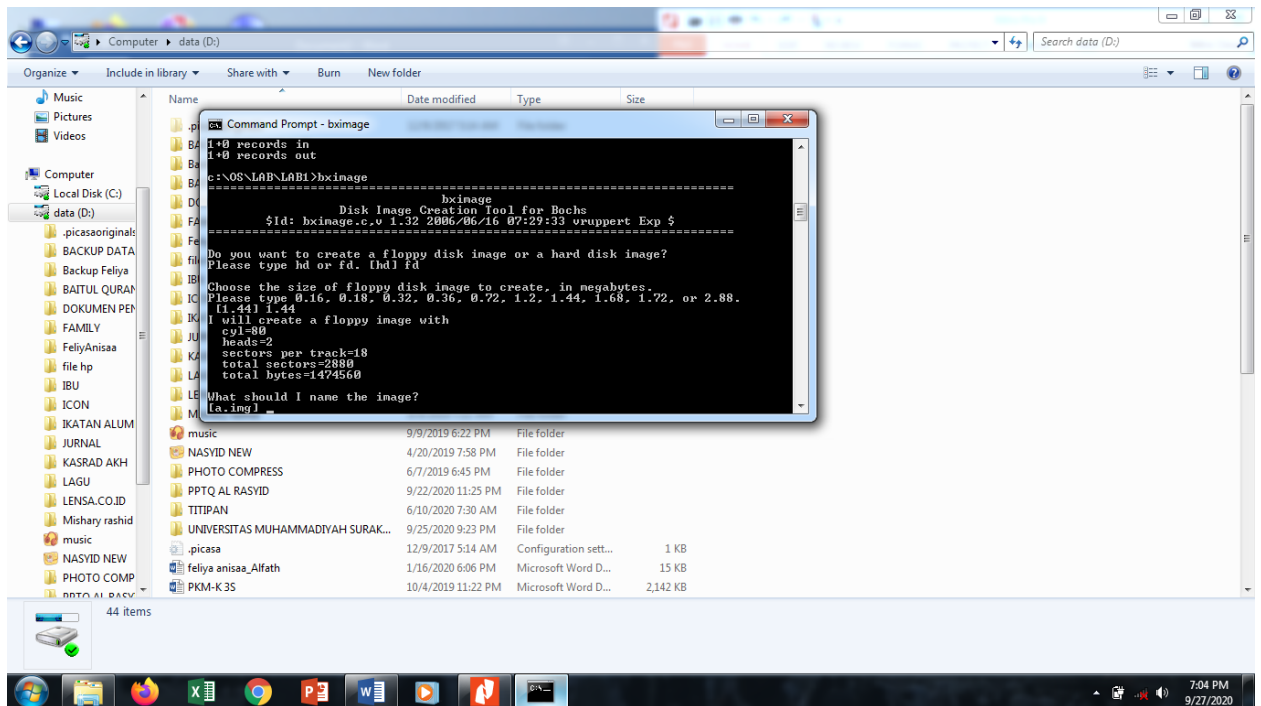 Computer ▸ data (D:)
Search data (D:)
Organize
Include in library
Share with
Burn
New folder
Music
Pictures
Videos
Computer
Local Disk (C:)
data (D:)
.picasaoriginals
BACKUP DATA
Backup Feliya
BAITUL QURAN
DOKUMEN PEN
FAMILY
FeliyAnisaa
file hp
IBU
ICON
IKATAN ALUM
JURNAL
KASRAD AKH
LAGU
LENSA.CO.ID
Mishary rashid
music
NASYID NEW
PHOTO COMP
Name Date modified Type Size
Command Prompt - bximage
1+0 records in
1+0 records out
c:\OS\LAB\LAB1>bximage
========================================================================
bximage
Disk Image Creation Tool for Bochs
$Id: bximage.c,v 1.32 2006/06/16 07:29:33 vruppert Exp $
========================================================================
Do you want to create a floppy disk image or a hard disk image?
Please type hd or fd. [hd] fd
Choose the size of floppy disk image to create, in megabytes.
Please type 0.16, 0.18, 0.32, 0.36, 0.72, 1.2, 1.44, 1.68, 1.72, or 2.88.
[1.44] 1.44
I will create a floppy image with
cyl=80
heads=2
sectors per track=18
total sectors=2880
total bytes=1474560
What should I name the image?
[a.img] _
music 9/9/2019 6:22 PM File folder
NASYID NEW 4/20/2019 7:58 PM File folder
PHOTO COMPRESS 6/7/2019 6:45 PM File folder
PPTQ AL RASYID 9/22/2020 11:25 PM File folder
TITIPAN 6/10/2020 7:30 AM File folder
UNIVERSITAS MUHAMMADIYAH SURAK... 9/25/2020 9:23 PM File folder
.picasa 12/9/2017 5:14 AM Configuration sett... 1 KB
feliya anisaa_Alfath 1/16/2020 6:06 PM Microsoft Word D... 15 KB
PKM-K 3S 10/4/2019 11:22 PM Microsoft Word D... 2,142 KB
44 items
7:04 PM
9/27/2020